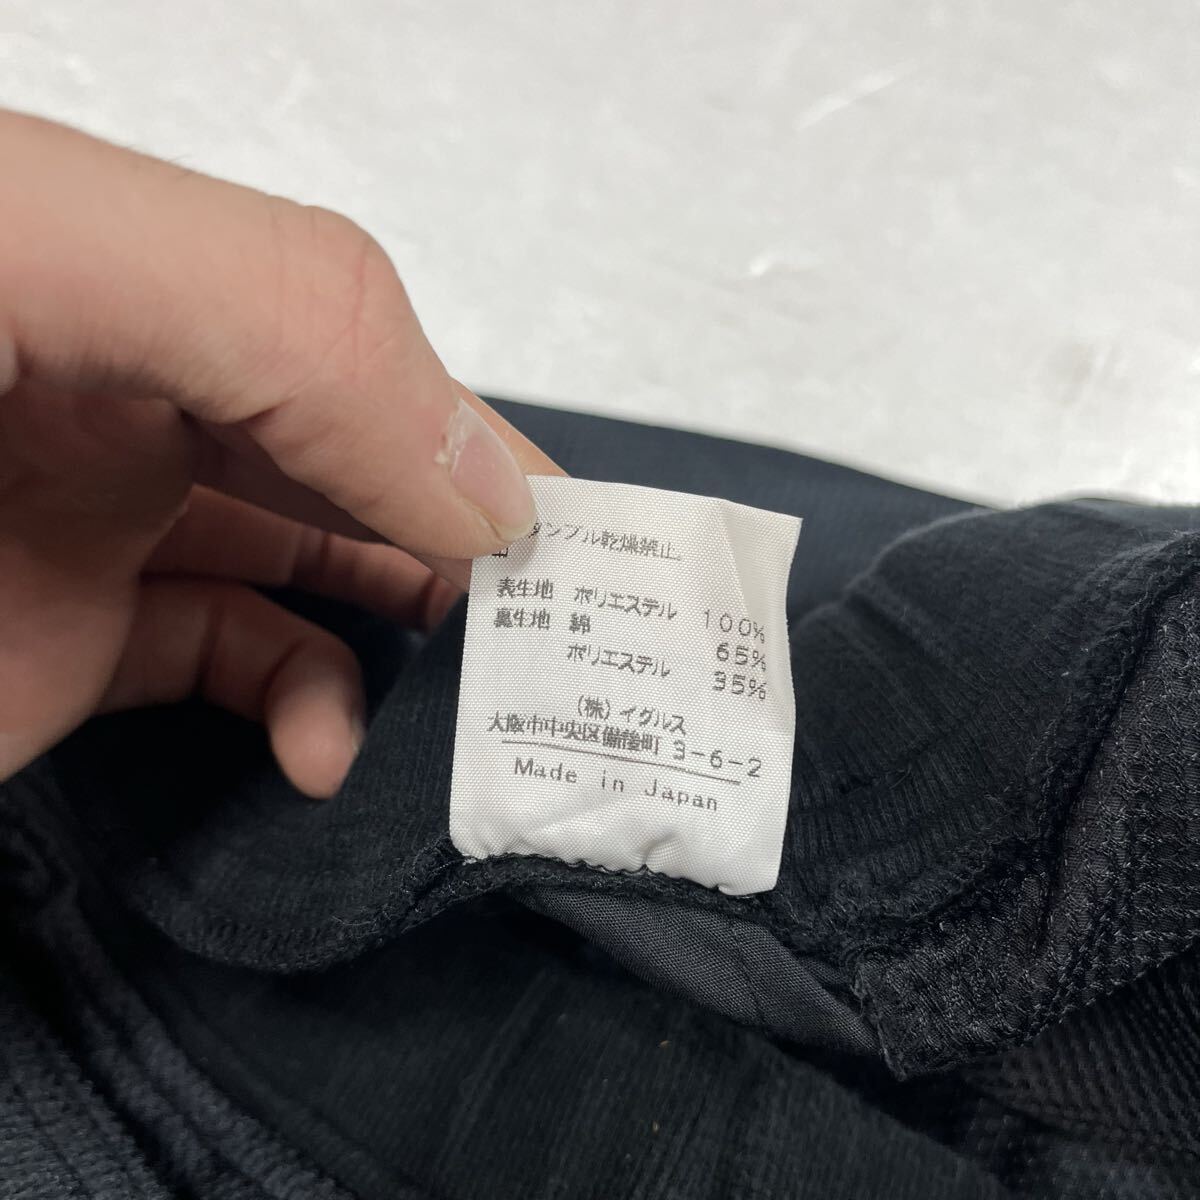 タンブル乾燥禁止
表生地 ポリエステル 100%
裏生地 綿 65%
ポリエステル 35%
(株)イグルス
大阪市中央区備後町 3-6-2
Made in Japan